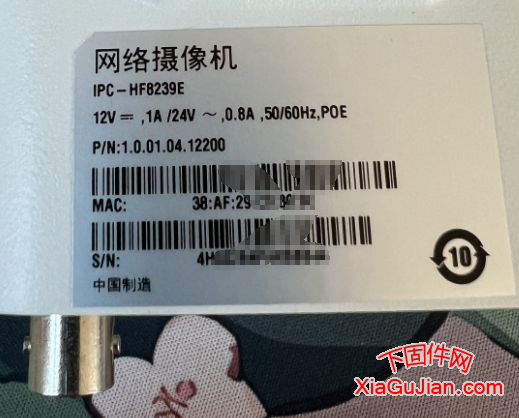 网络摄像机
IPC-HF8239E
12V⎓,1A/24V~,0.8A,50/60Hz,POE
P/N:1.0.01.04.12200
MAC: 38:AF:29
S/N: 4H
中国制造
10
下固件网
XiaGuJian.com